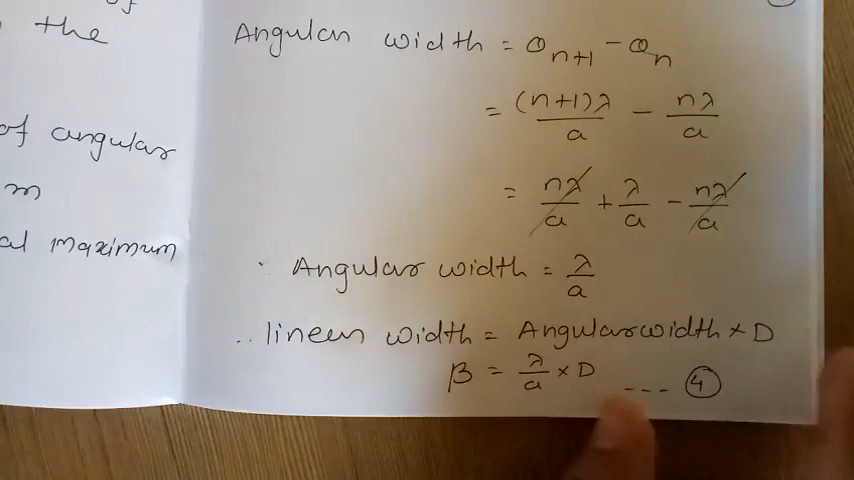 of
the
of angular
m
al maximum
Angular width = θn+1 - θn
= (n+1)λ/a - nλ/a
= nλ/a + λ/a - nλ/a
Angular width = λ/a
∴ linear width = Angular width × D
β = λ/a × D --- 4